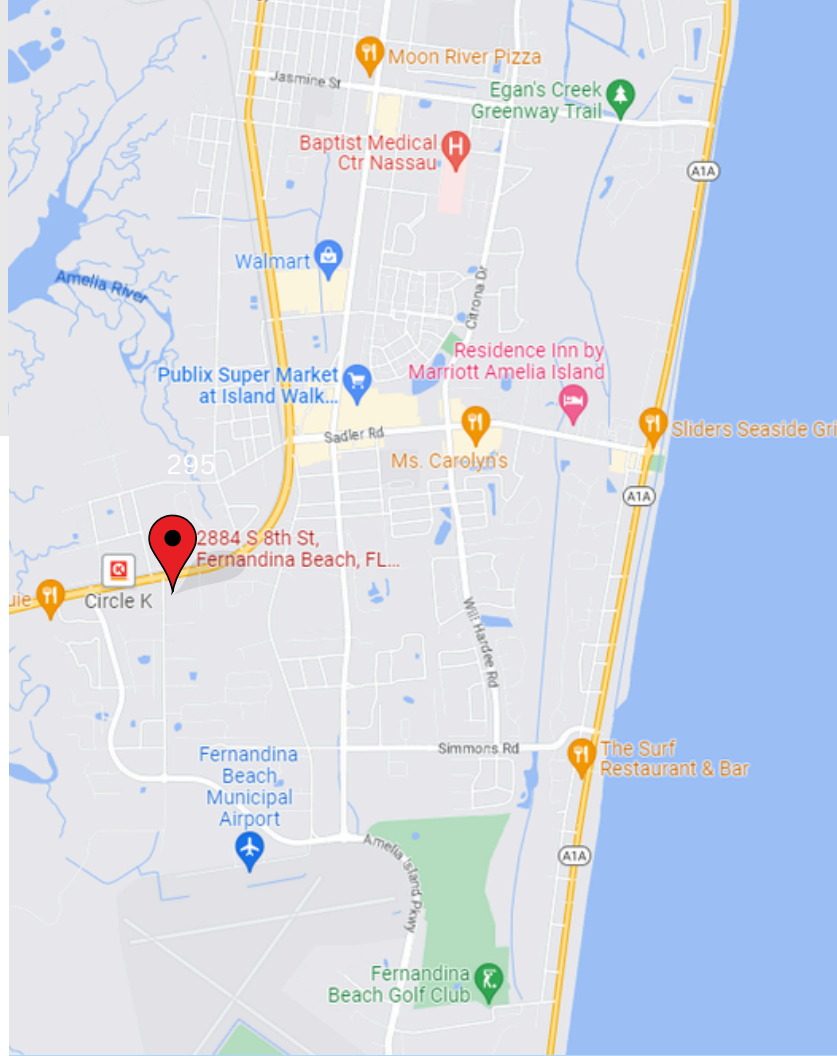 Moon River Pizza
Jasmine St
Egan's Creek
Greenway Trail
Baptist Medical
Ctr Nassau
A1A
Walmart
Amelia River
Citrona Dr
Residence Inn by
Marriott Amelia Island
Publix Super Market
at Island Walk...
Sadler Rd
Sliders Seaside Gri
Ms. Carolyn's
295
A1A
2884 S 8th St,
Fernandina Beach, FL...
Circle K
uie
Will Hardee Rd
Simmons Rd
The Surf
Restaurant & Bar
Fernandina
Beach
Municipal
Airport
Amelia Island Pkwy
A1A
Fernandina
Beach Golf Club